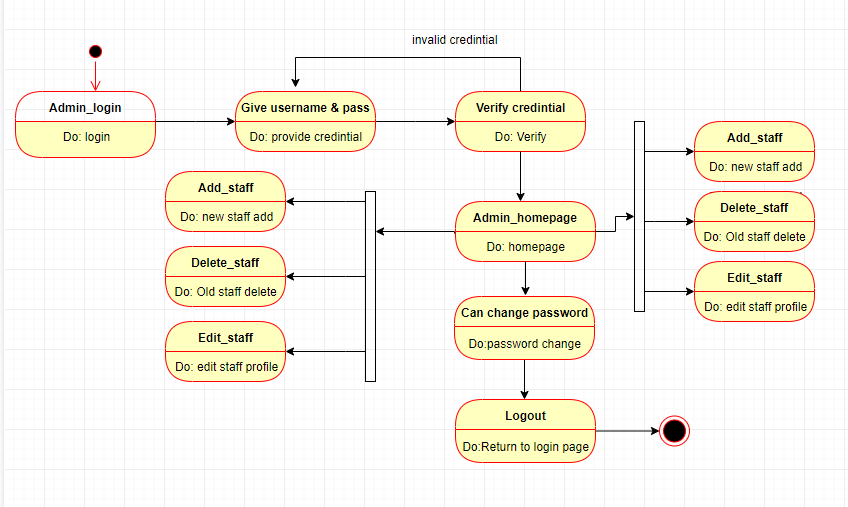 invalid credintial
Admin_login
Do: login
Give username & pass
Do: provide credintial
Verify credintial
Do: Verify
Add_staff
Do: new staff add
Delete_staff
Do: Old staff delete
Edit_staff
Do: edit staff profile
Admin_homepage
Do: homepage
Add_staff
Do: new staff add
Delete_staff
Do: Old staff delete
Edit_staff
Do: edit staff profile
Can change password
Do:password change
Logout
Do:Return to login page